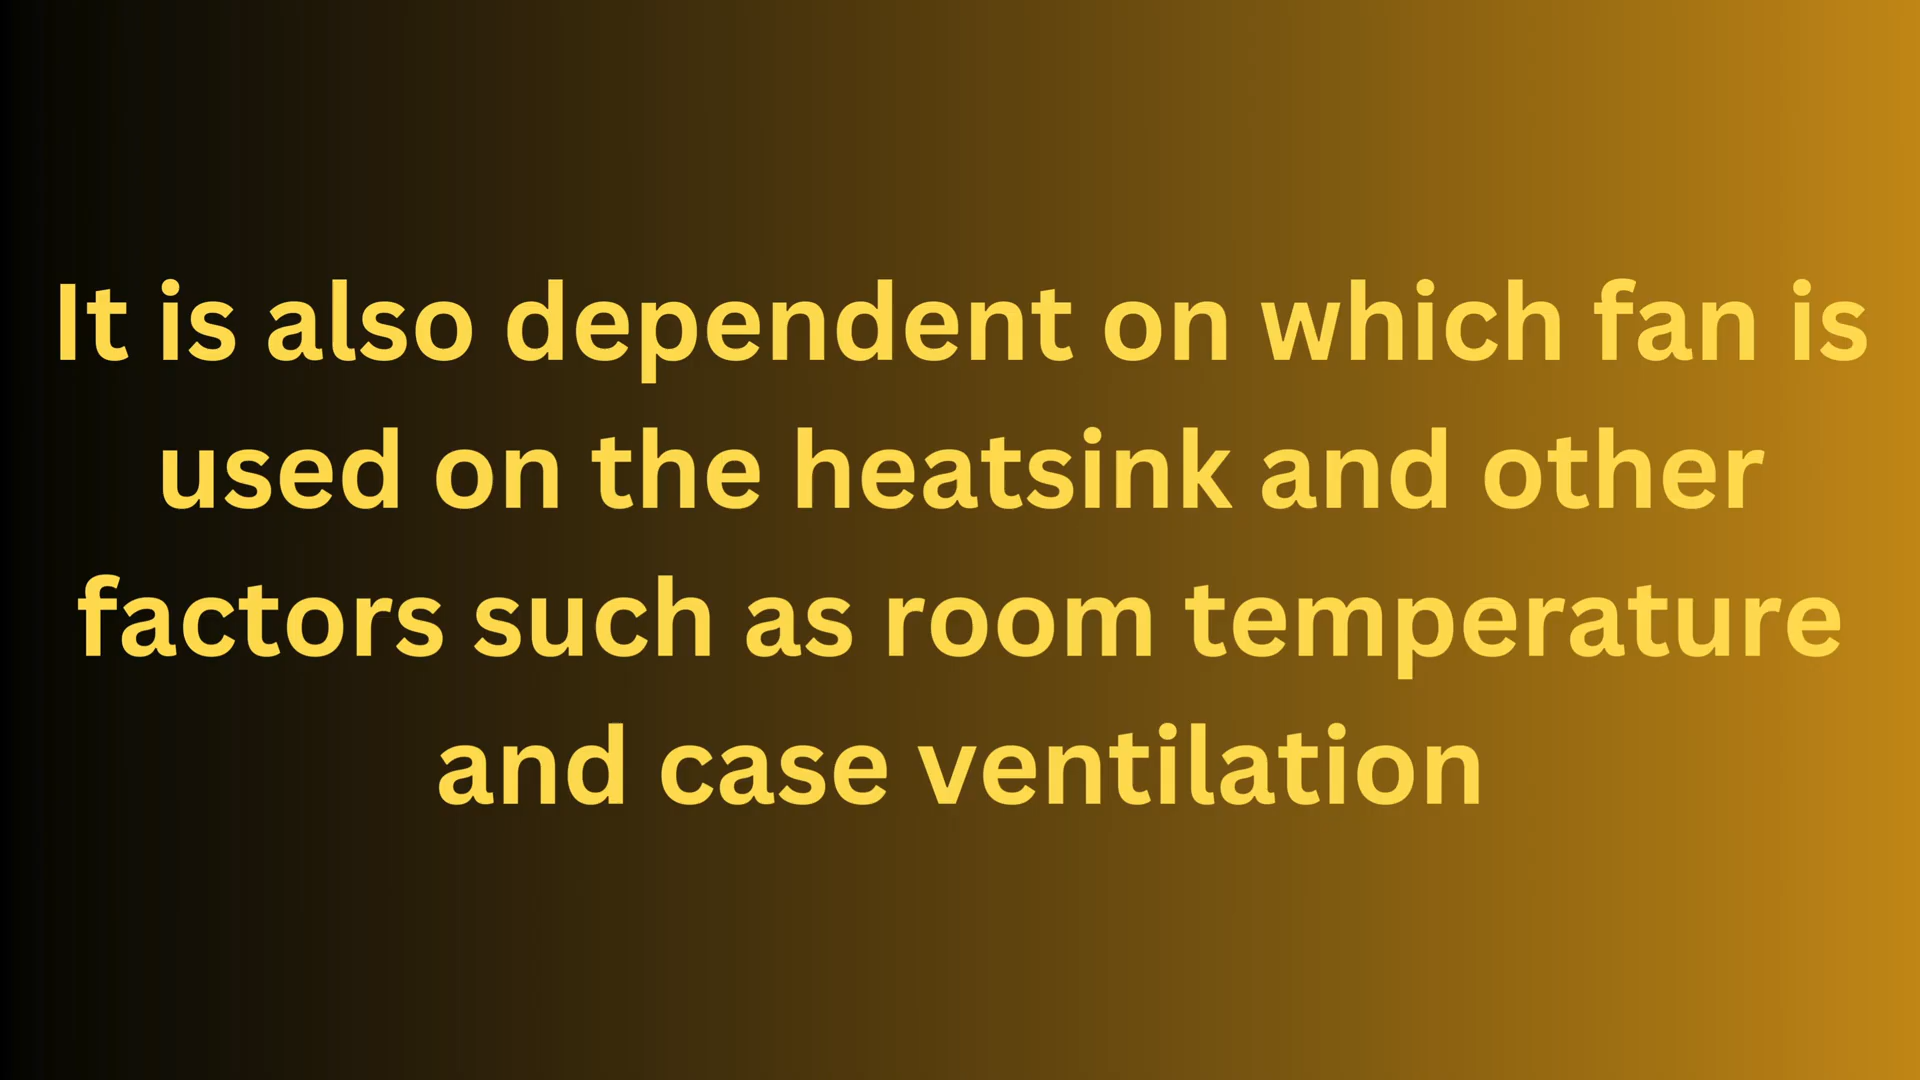 It is also dependent on which fan is
used on the heatsink and other
factors such as room temperature
and case ventilation